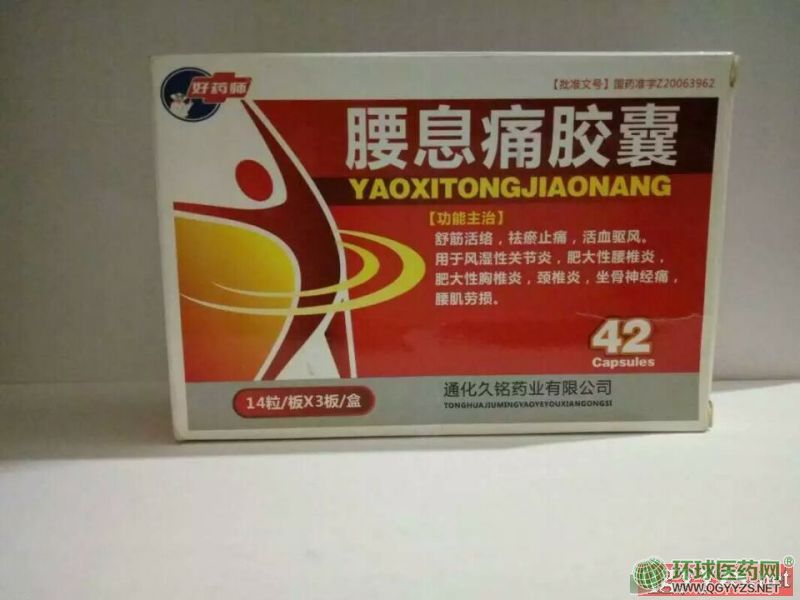 好药师
【批准文号】国药准字Z20063962
腰息痛胶囊
YAOXITONGJIAONANG
【功能主治】
舒筋活络，祛瘀止痛，活血驱风。
用于风湿性关节炎，肥大性腰椎炎，
肥大性胸椎炎，颈椎炎，坐骨神经痛，
腰肌劳损。
42
Capsules
14粒/板X3板/盒
通化久铭药业有限公司
TONGHUAJIUMINGYAOYEYOUXIANGONGSI
环球医药网
WWW.QGYYZS.NET